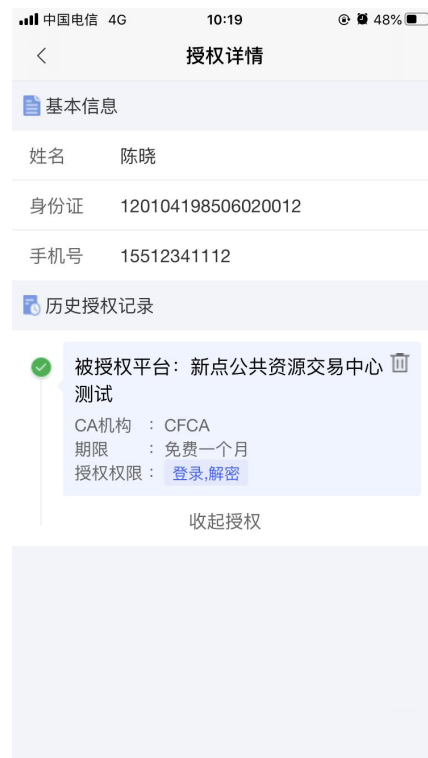 中国电信 4G 10:19 48%
授权详情
基本信息
姓名 陈晓
身份证 120104198506020012
手机号 15512341112
历史授权记录
被授权平台：新点公共资源交易中心
测试
CA机构 ： CFCA
期限 ： 免费一个月
授权权限： 登录,解密
收起授权